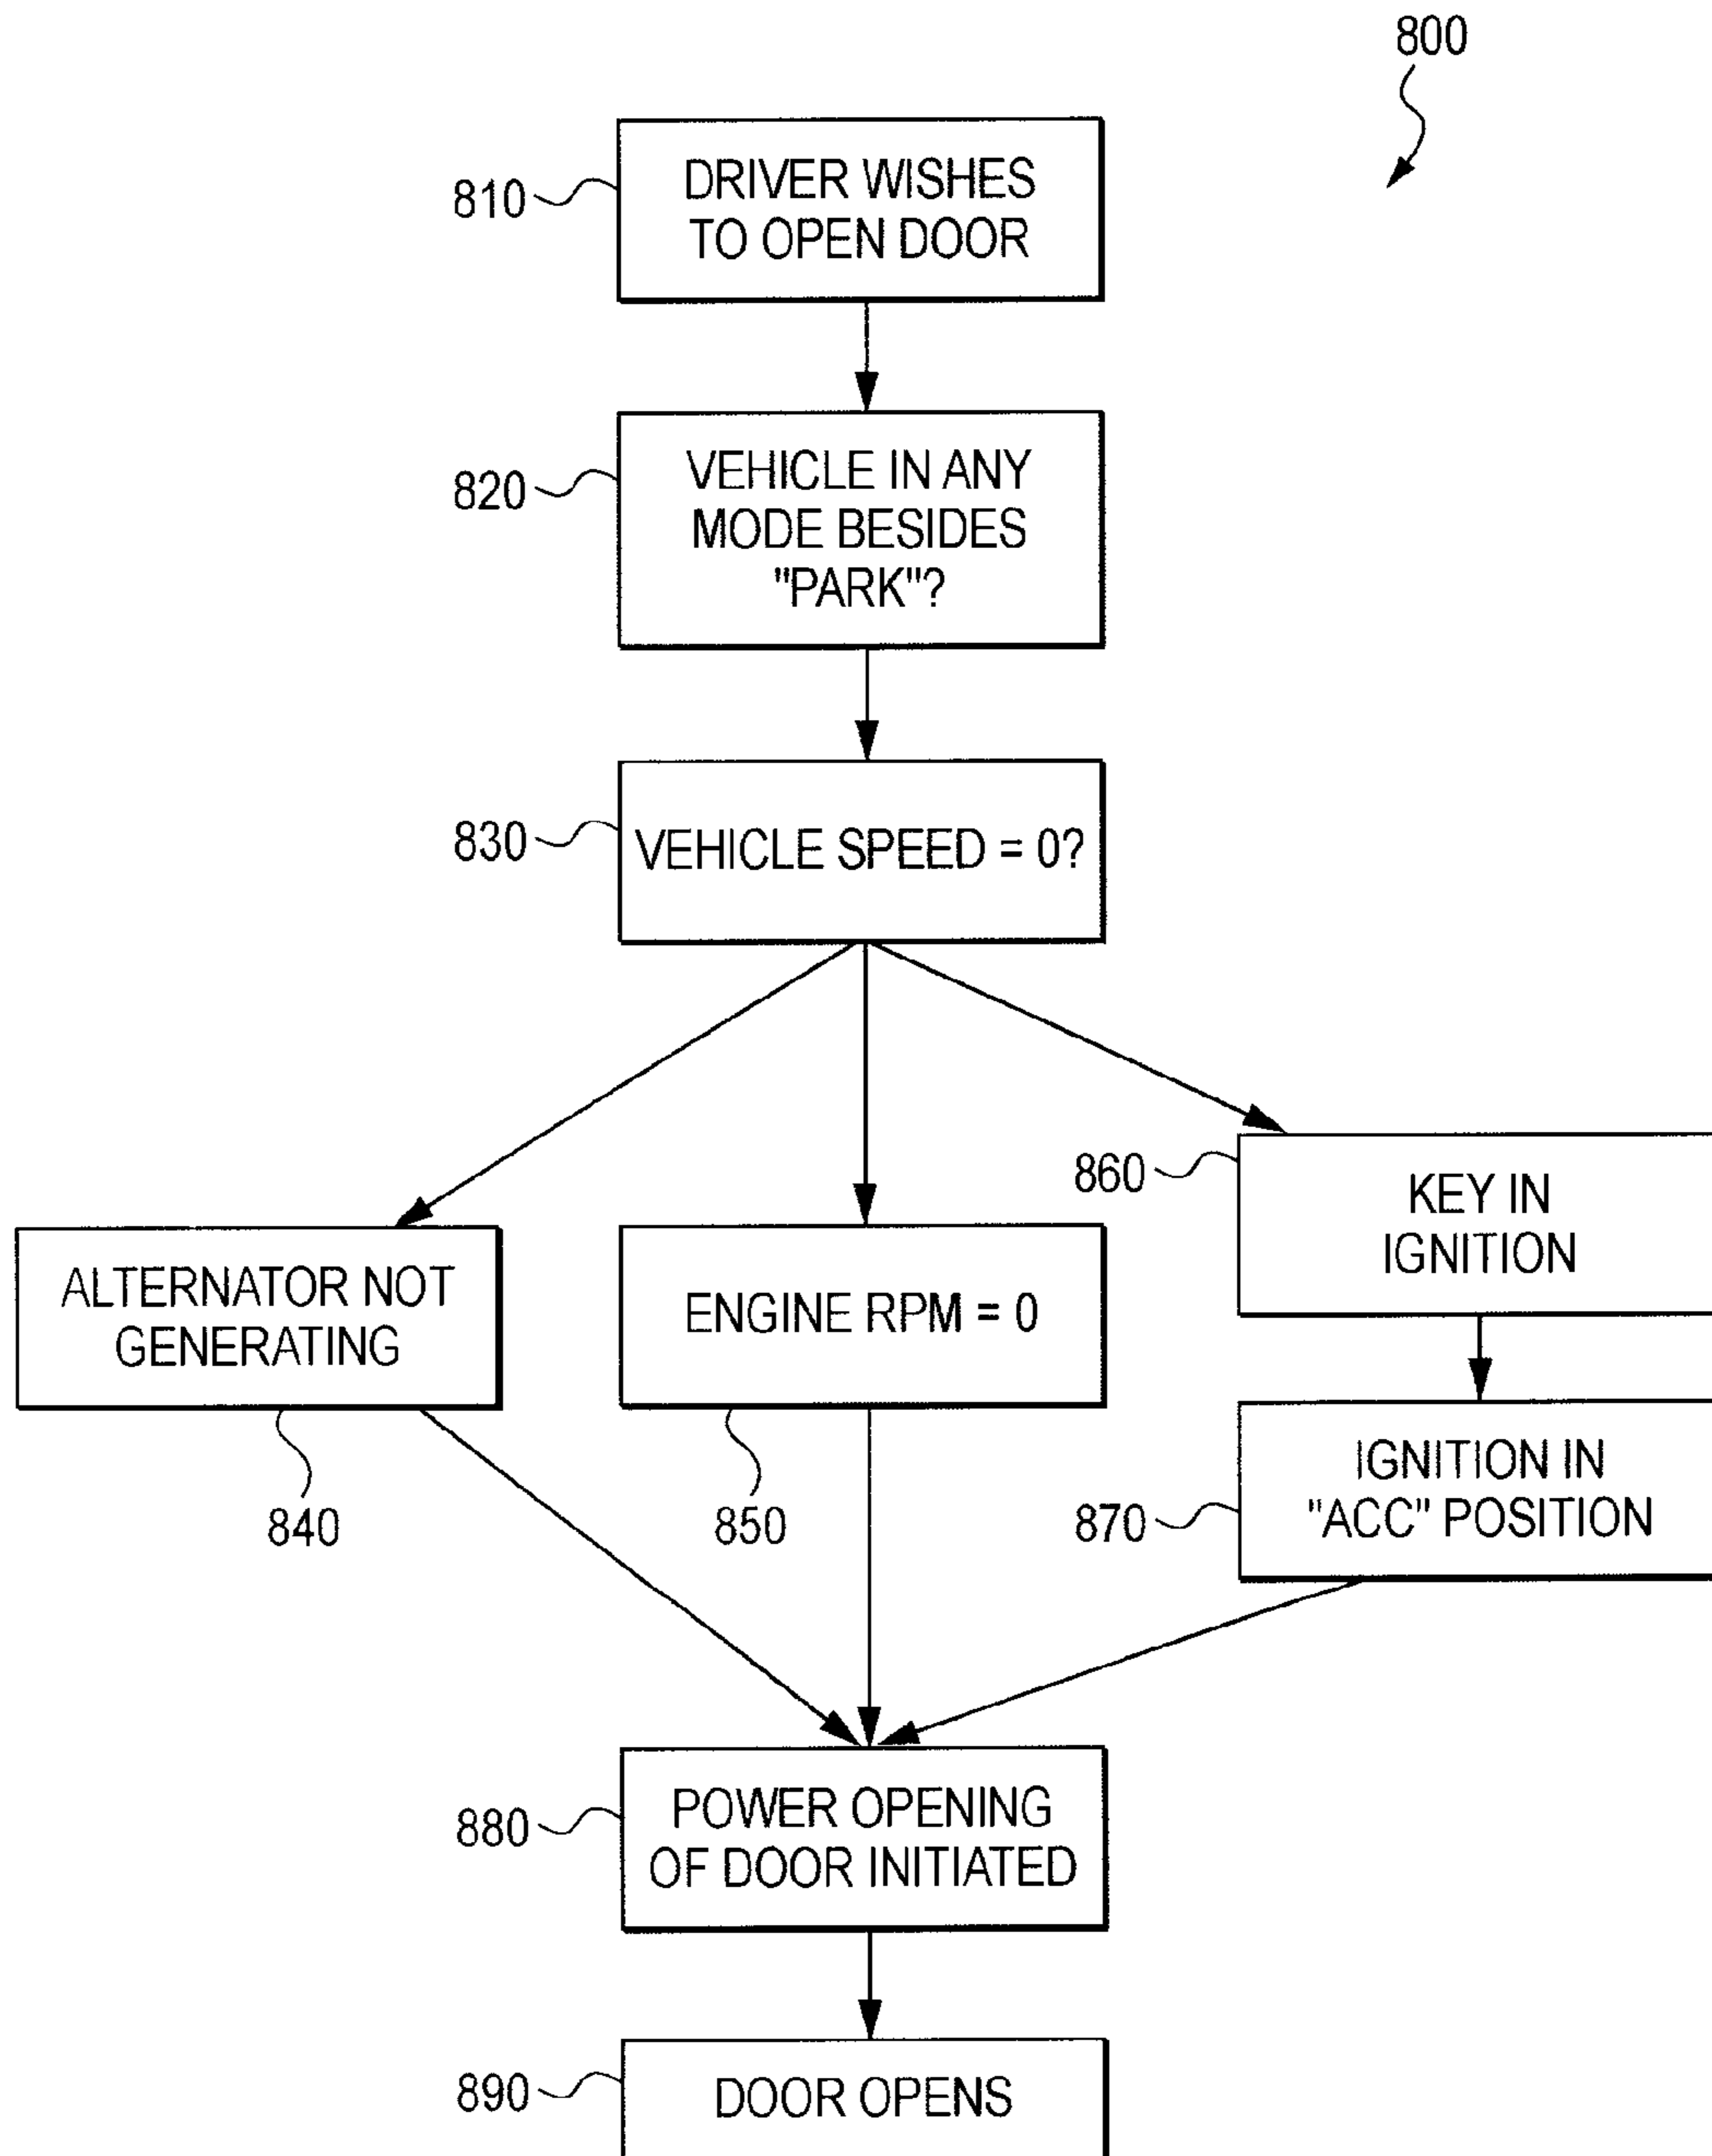 800
810
DRIVER WISHES
TO OPEN DOOR
820
VEHICLE IN ANY
MODE BESIDES
"PARK"?
830
VEHICLE SPEED = 0?
860
KEY IN
IGNITION
ALTERNATOR NOT
GENERATING
ENGINE RPM = 0
840
850
870
IGNITION IN
"ACC" POSITION
880
POWER OPENING
OF DOOR INITIATED
890
DOOR OPENS